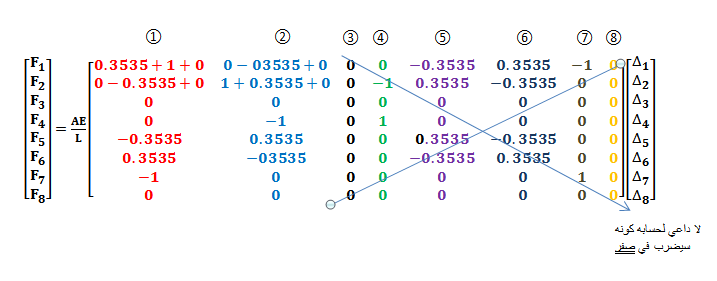 ① ② ③ ④ ⑤ ⑥ ⑦ ⑧
F₁ 0.3535 + 1 + 0 0 − 03535 + 0 0 0 −0.3535 0.3535 −1 0 Δ₁
F₂ 0 − 0.3535 + 0 1 + 0.3535 + 0 0 −1 0.3535 −0.3535 0 0 Δ₂
F₃ 0 0 0 0 0 0 0 0 Δ₃
F₄ = AE/L 0 −1 0 1 0 0 0 0 Δ₄
F₅ −0.3535 0.3535 0 0 0.3535 −0.3535 0 0 Δ₅
F₆ 0.3535 −03535 0 0 −0.3535 0.3535 0 0 Δ₆
F₇ −1 0 0 0 0 0 1 0 Δ₇
F₈ 0 0 0 0 0 0 0 0 Δ₈
لا داعي لحسابه كونه
سيضرب في صفر